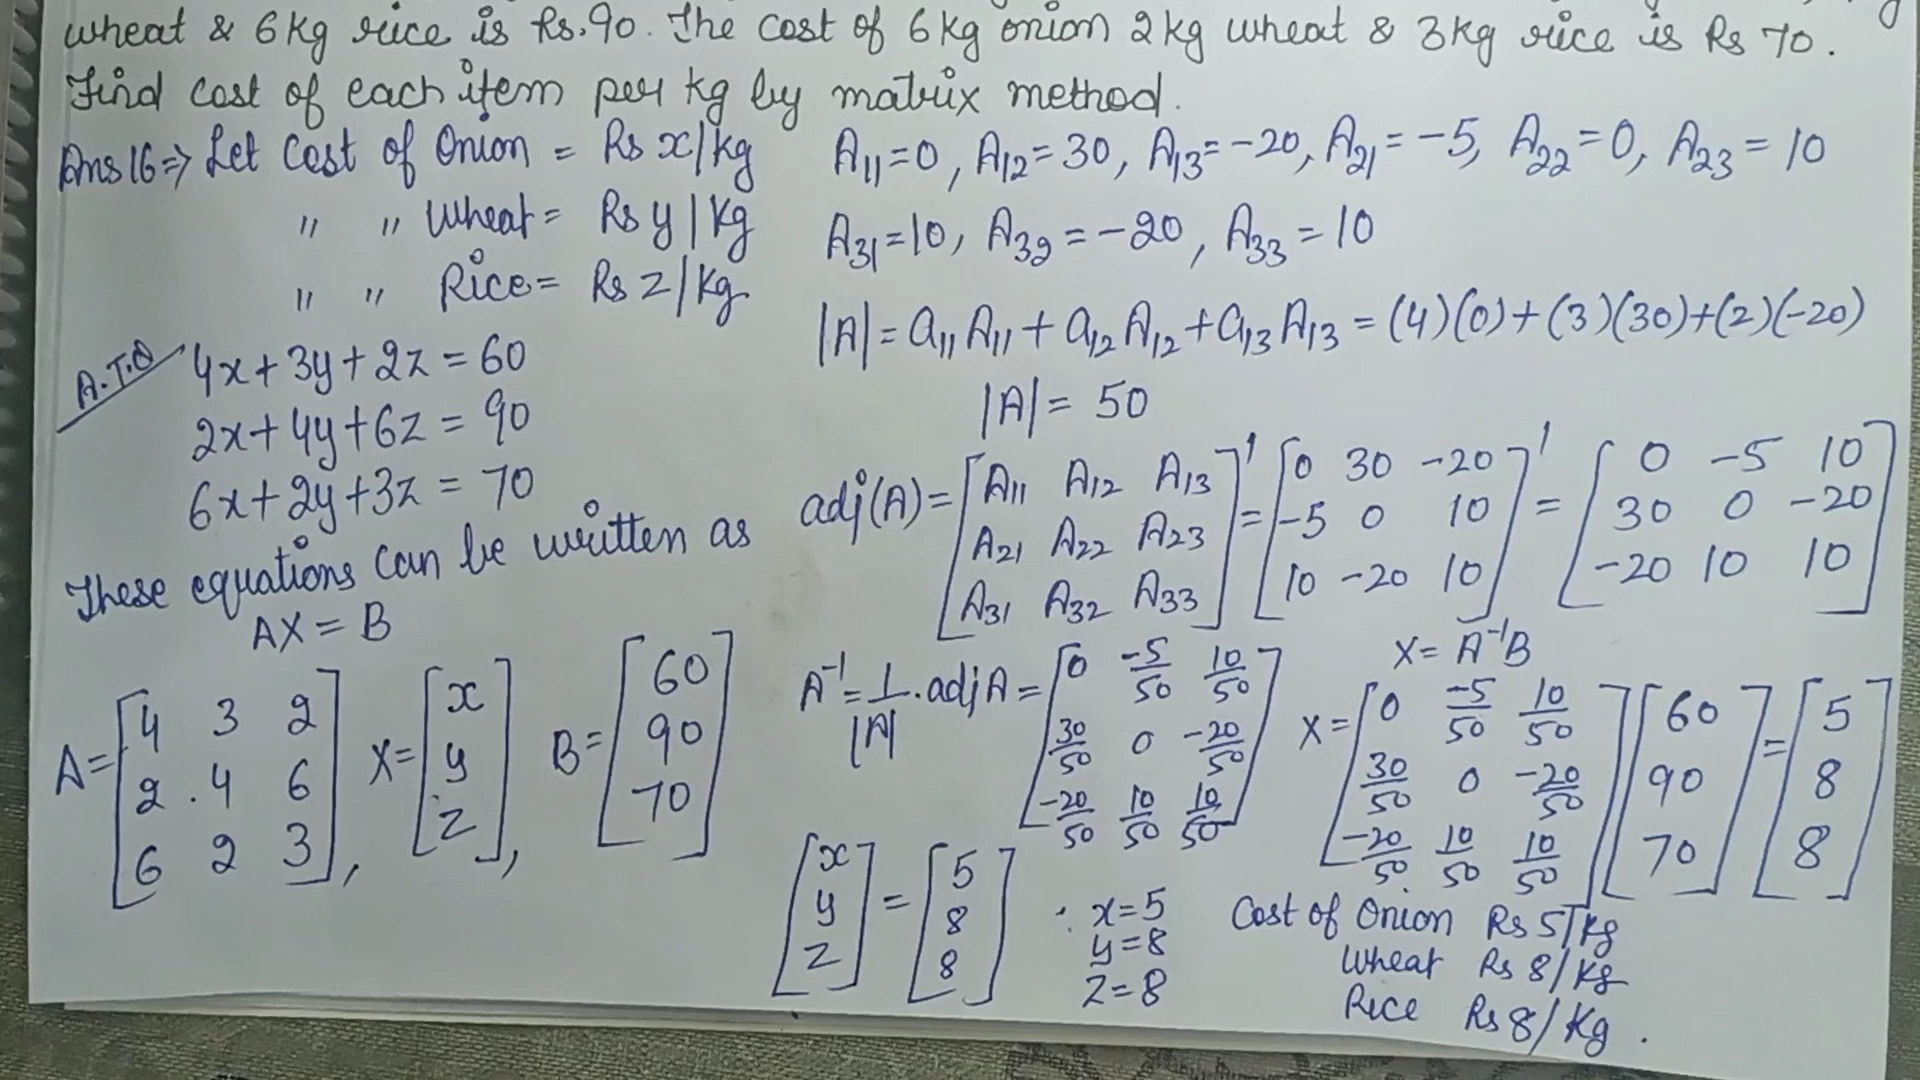 wheat & 6 kg rice is Rs. 90. The cost of 6 kg onion 2 kg wheat & 3 kg rice is Rs 70.
Find cost of each item per kg by matrix method.
Ans 16 ⇒ Let Cost of Onion = Rs x/kg
" " Wheat = Rs y/kg
" " Rice = Rs z/kg
A.T.Q 4x + 3y + 2z = 60
2x + 4y + 6z = 90
6x + 2y + 3z = 70
These equations can be written as
AX = B
A = [4 3 2
2 4 6
6 2 3], X = [x
y
z], B = [60
90
70]
A11 = 0, A12 = 30, A13 = -20, A21 = -5, A22 = 0, A23 = 10
A31 = 10, A32 = -20, A33 = 10
|A| = a11 A11 + a12 A12 + a13 A13 = (4)(0) + (3)(30) + (2)(-20)
|A| = 50
adj(A) = [A11 A12 A13
A21 A22 A23
A31 A32 A33]' = [0 30 -20
-5 0 10
10 -20 10]' = [0 -5 10
30 0 -20
-20 10 10]
A⁻¹ = 1/|A| . adj A = [0 -5/50 10/50
30/50 0 -20/50
-20/50 10/50 10/50]
X = A⁻¹B
X = [0 -5/50 10/50
30/50 0 -20/50
-20/50 10/50 10/50] [60
90
70] = [5
8
8]
[x
y
z] = [5
8
8]
x = 5
y = 8
z = 8
Cost of Onion Rs 5/kg
Wheat Rs 8/kg
Rice Rs 8/kg.